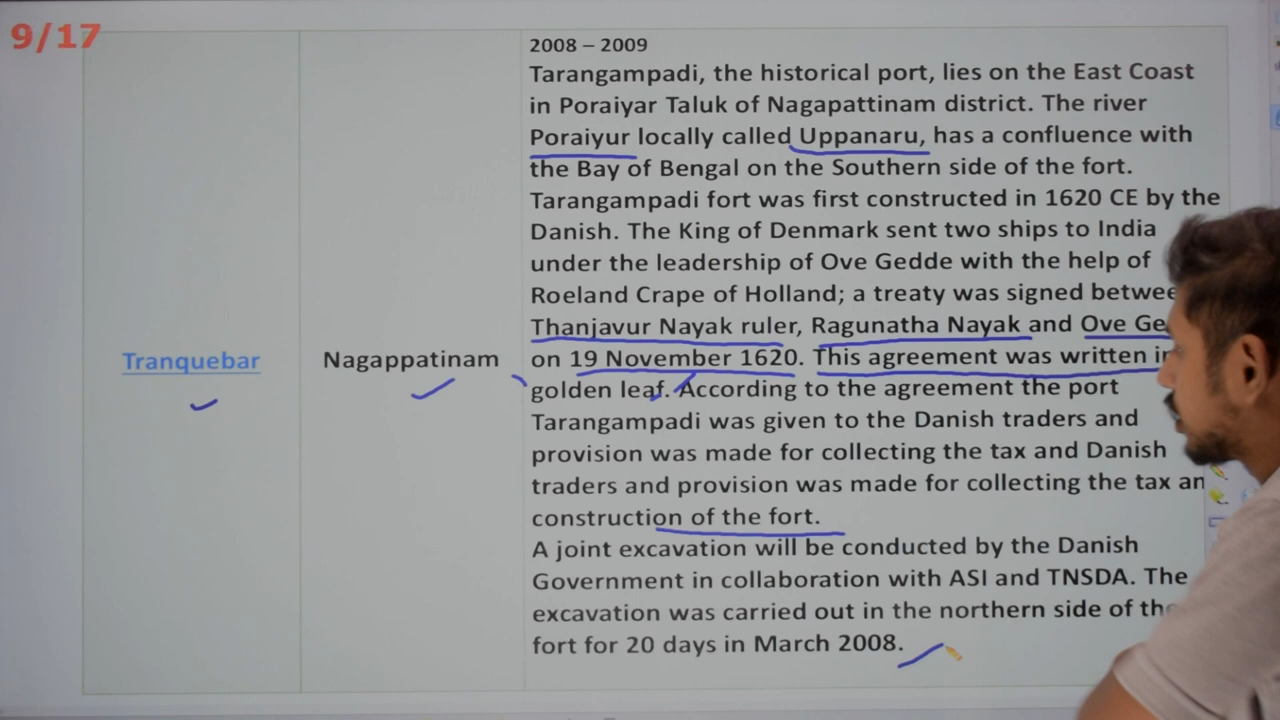 9/17
2008 – 2009
Tarangampadi, the historical port, lies on the East Coast
in Poraiyar Taluk of Nagapattinam district. The river
Poraiyur locally called Uppanaru, has a confluence with
the Bay of Bengal on the Southern side of the fort.
Tarangampadi fort was first constructed in 1620 CE by the
Danish. The King of Denmark sent two ships to India
under the leadership of Ove Gedde with the help of
Roeland Crape of Holland; a treaty was signed betwee
Thanjavur Nayak ruler, Ragunatha Nayak and Ove Ge
Tranquebar
Nagappatinam
on 19 November 1620. This agreement was written in
golden leaf. According to the agreement the port
Tarangampadi was given to the Danish traders and
provision was made for collecting the tax and Danish
traders and provision was made for collecting the tax an
construction of the fort.
A joint excavation will be conducted by the Danish
Government in collaboration with ASI and TNSDA. The
excavation was carried out in the northern side of the
fort for 20 days in March 2008.